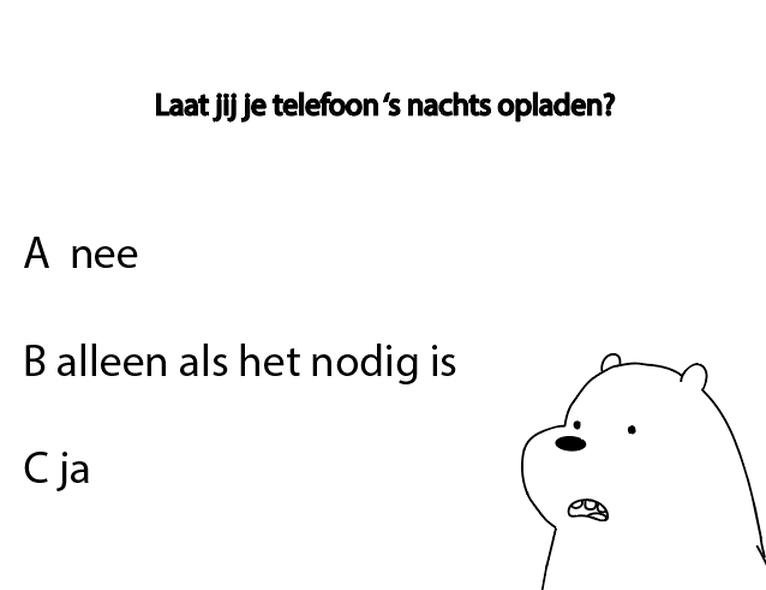 Laat jij je telefoon ‘s nachts opladen?
A nee
B alleen als het nodig is
C ja